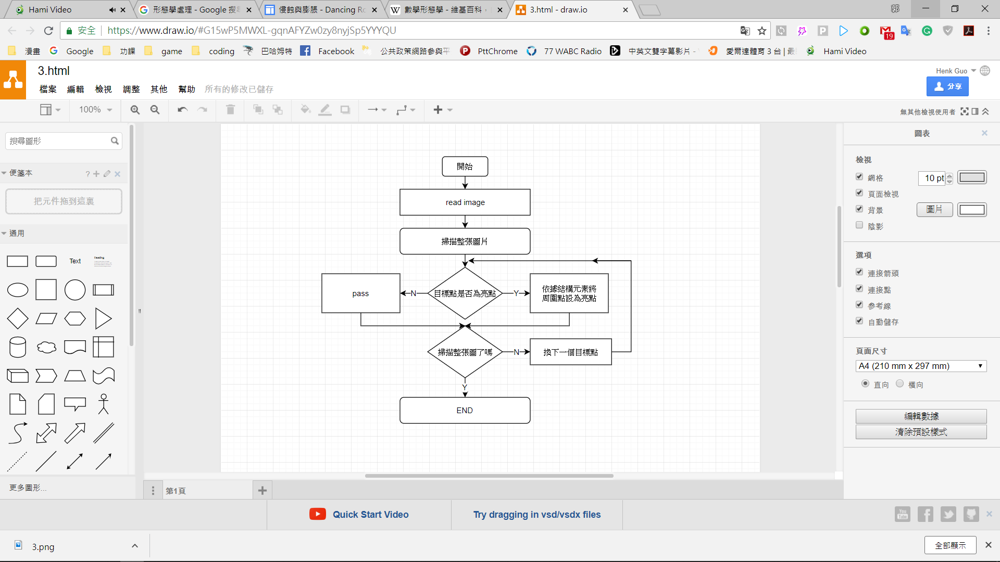 Hami Video
形態學處理 - Google 搜尋
侵蝕與膨脹 - Dancing Ro
數學形態學 - 維基百科，
3.html - draw.io
郭
安全
https://www.draw.io/#G15wP5MWXL-gqnAFYZw0zy8nyjSp5YYYQU
19
漫畫
Google
功課
game
coding
巴哈姆特
Facebook
公共政策網路參與平
PttChrome
77 WABC Radio
中英文雙字幕影片 -
愛爾達體育 3 台 | 最
Hami Video
3.html
Henk Guo
檔案
編輯
檢視
調整
其他
幫助
所有的修改已儲存
分享
100%
無其他檢視使用者
搜尋圖形
便箋本
?
把元件拖到這裏
通用
Text
Heading
更多圖形...
開始
read image
掃描整張圖片
pass
N
目標點是否為亮點
Y
依據結構元素將
周圍點設為亮點
掃描整張圖了嗎
N
換下一個目標點
Y
END
圖表
檢視
網格
10 pt
頁面檢視
背景
圖片
陰影
選項
連接箭頭
連接點
參考線
自動儲存
頁面尺寸
A4 (210 mm x 297 mm)
直向
橫向
編輯數據
清除預設樣式
第1頁
Quick Start Video
Try dragging in vsd/vsdx files
You
Tube
3.png
全部顯示